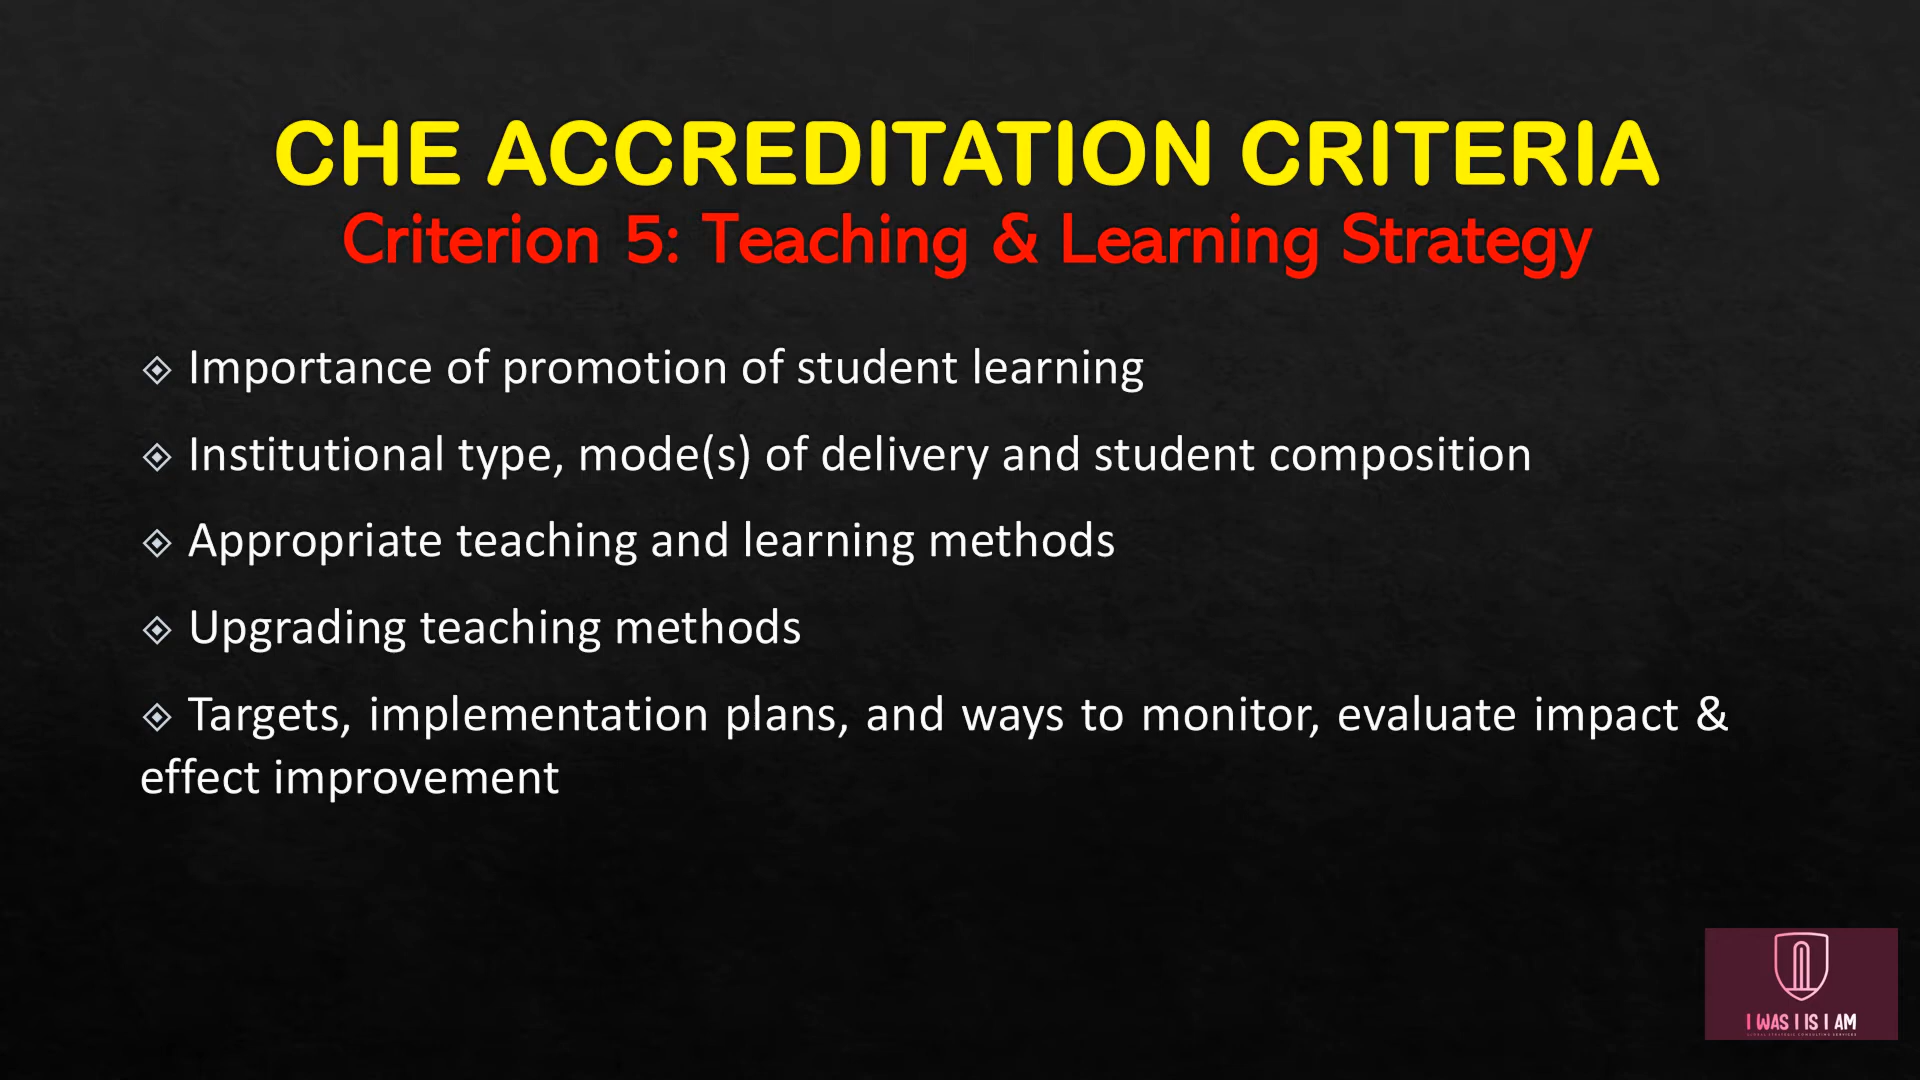 CHE ACCREDITATION CRITERIA
Criterion 5: Teaching & Learning Strategy
Importance of promotion of student learning
Institutional type, mode(s) of delivery and student composition
Appropriate teaching and learning methods
Upgrading teaching methods
Targets, implementation plans, and ways to monitor, evaluate impact &
effect improvement
I WAS I IS I AM